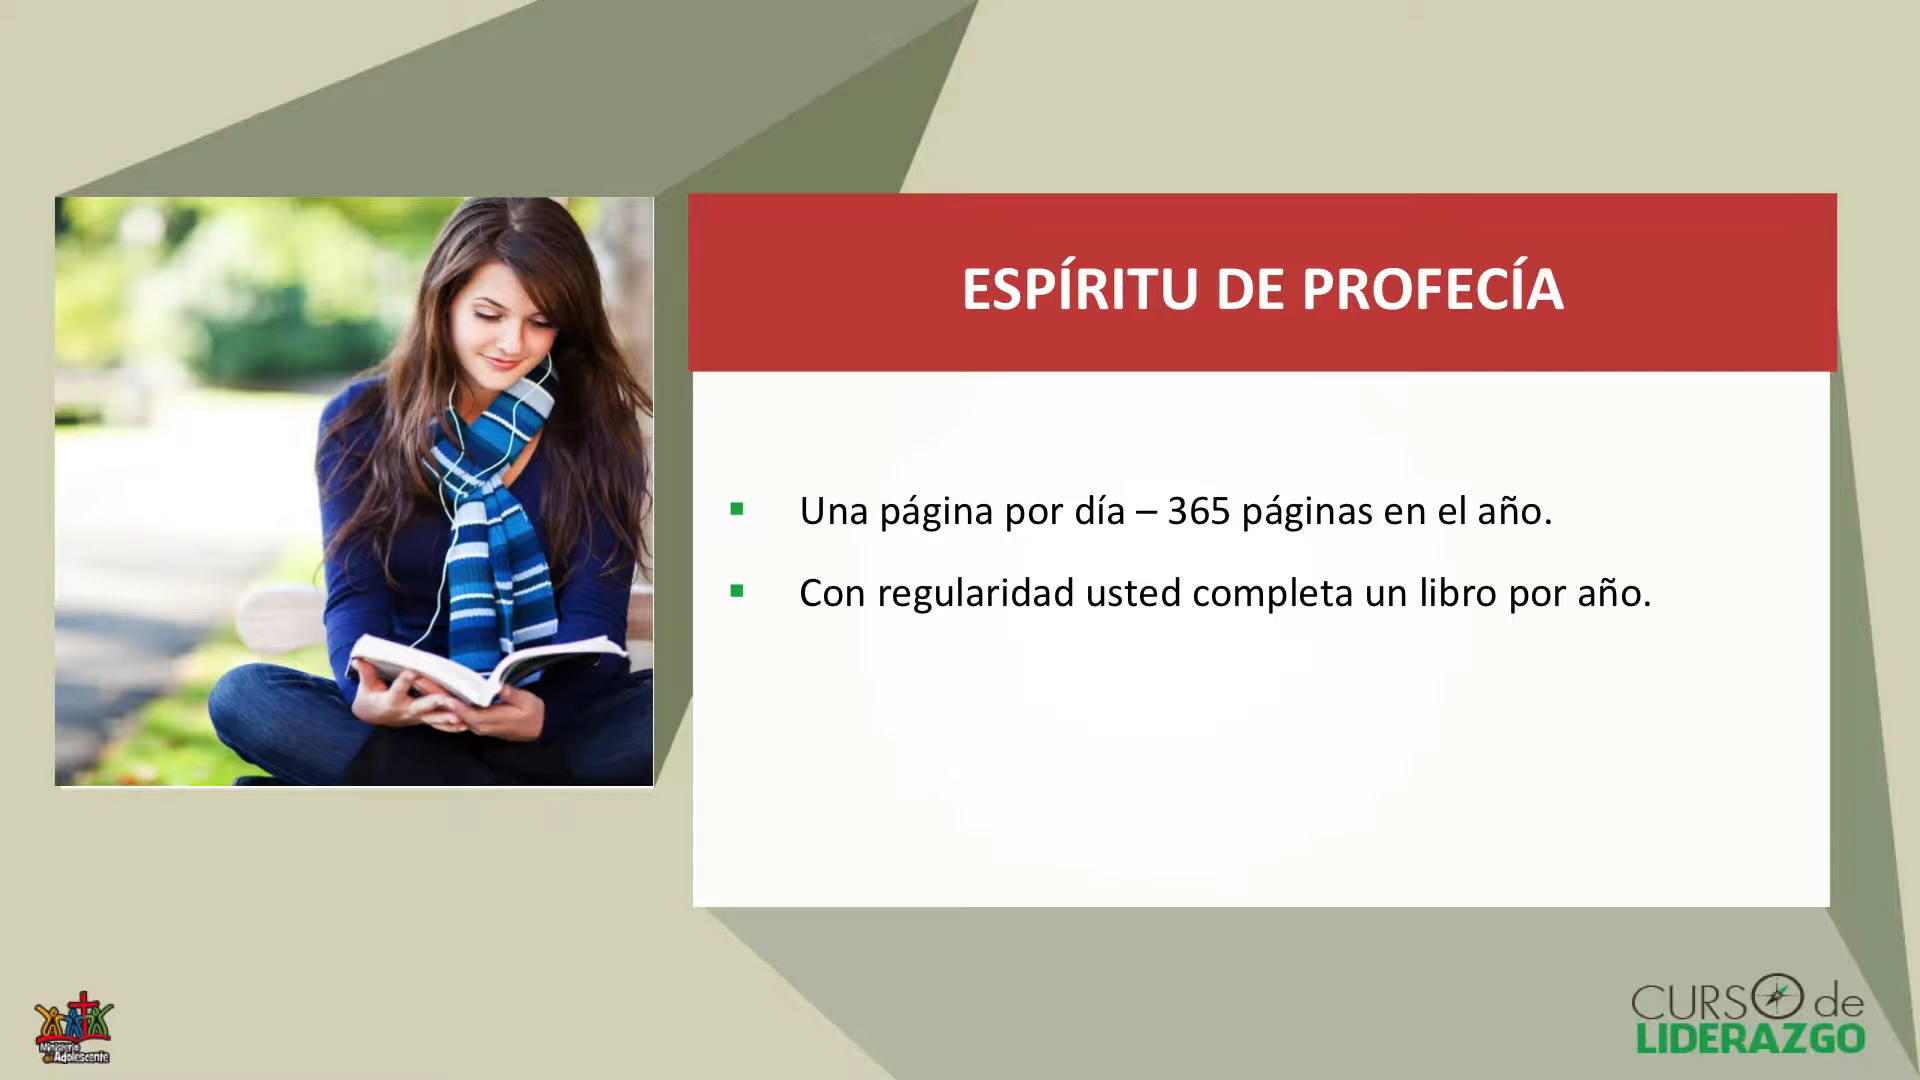 ESPÍRITU DE PROFECÍA
Una página por día – 365 páginas en el año.
Con regularidad usted completa un libro por año.
Ministerio
del Adolescente
CURSO de
LIDERAZGO